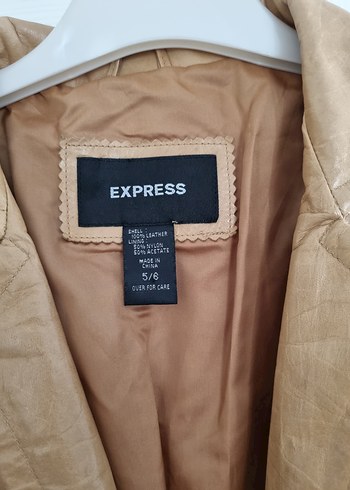 EXPRESS
SHELL:
100% LEATHER
LINING:
50% NYLON
50% ACETATE
MADE IN
CHINA
5/6
OVER FOR CARE